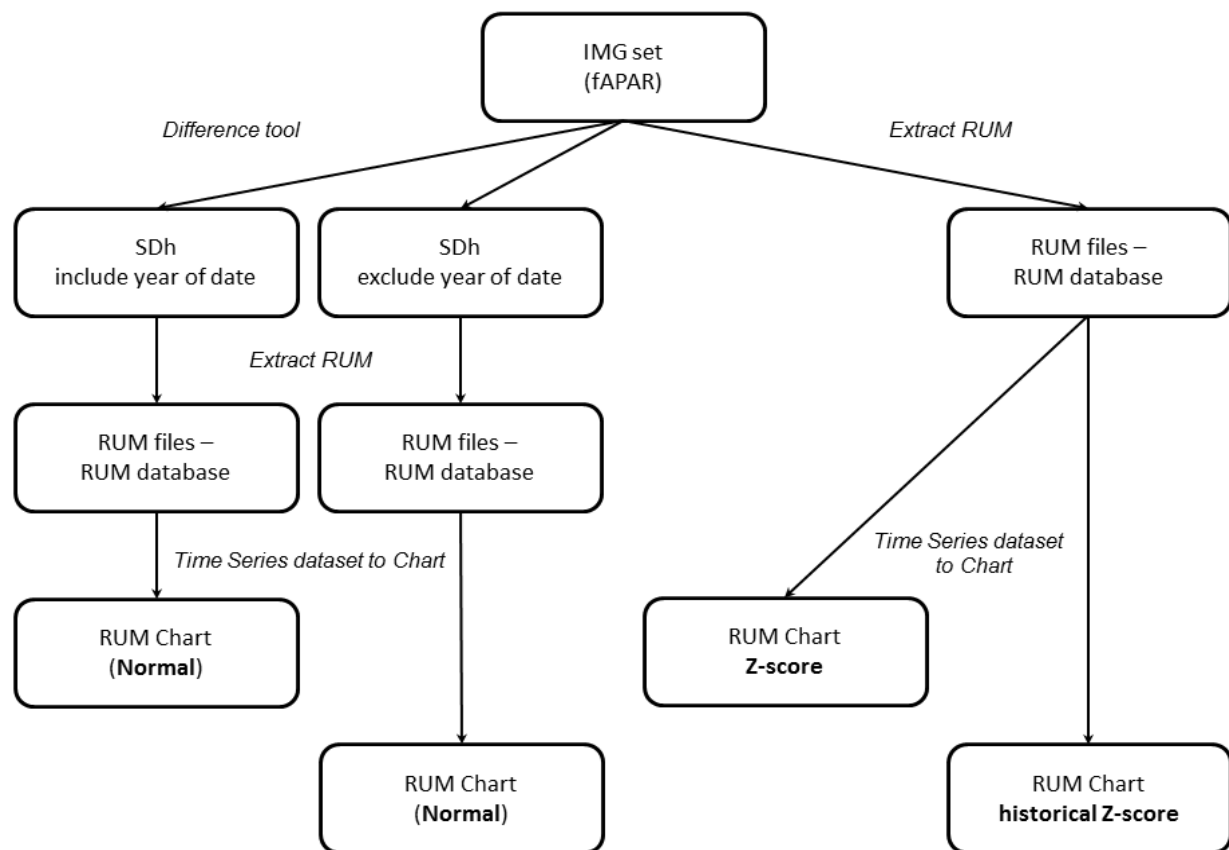 IMG set
(fAPAR)
Difference tool
Extract RUM
SDh
include year of date
SDh
exclude year of date
RUM files –
RUM database
Extract RUM
RUM files –
RUM database
RUM files –
RUM database
Time Series dataset to Chart
Time Series dataset
to Chart
RUM Chart
(Normal)
RUM Chart
Z-score
RUM Chart
(Normal)
RUM Chart
historical Z-score